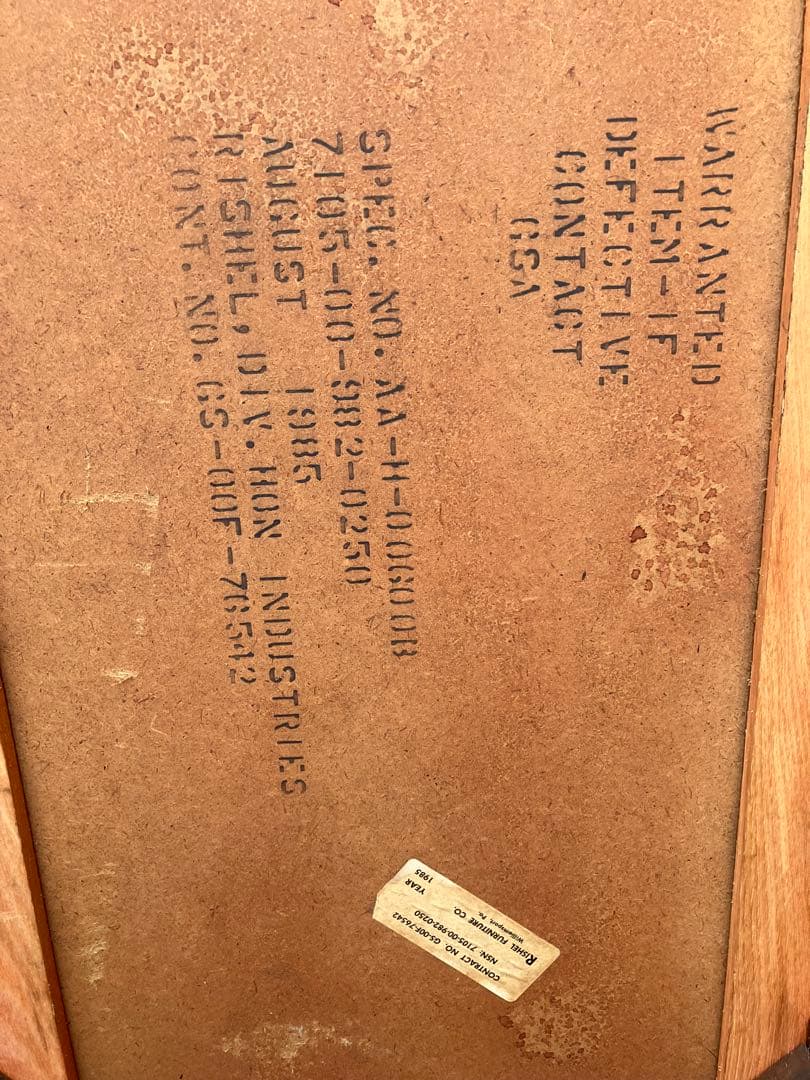 WARRANTED
ITEM-IF
DEFECTIVE
CONTACT
GSA
SPEC. NO. AA-H-00600B
7105-00-982-0250
AUGUST 1985
RISHEL, DIV. HON INDUSTRIES
CONT. NO. GS-00F-76542
RISHEL FURNITURE CO.
Williamsport, Pa.
NSN- 7105-00-982-0250
CONTRACT NO. GS-00F-76542
YEAR
1985